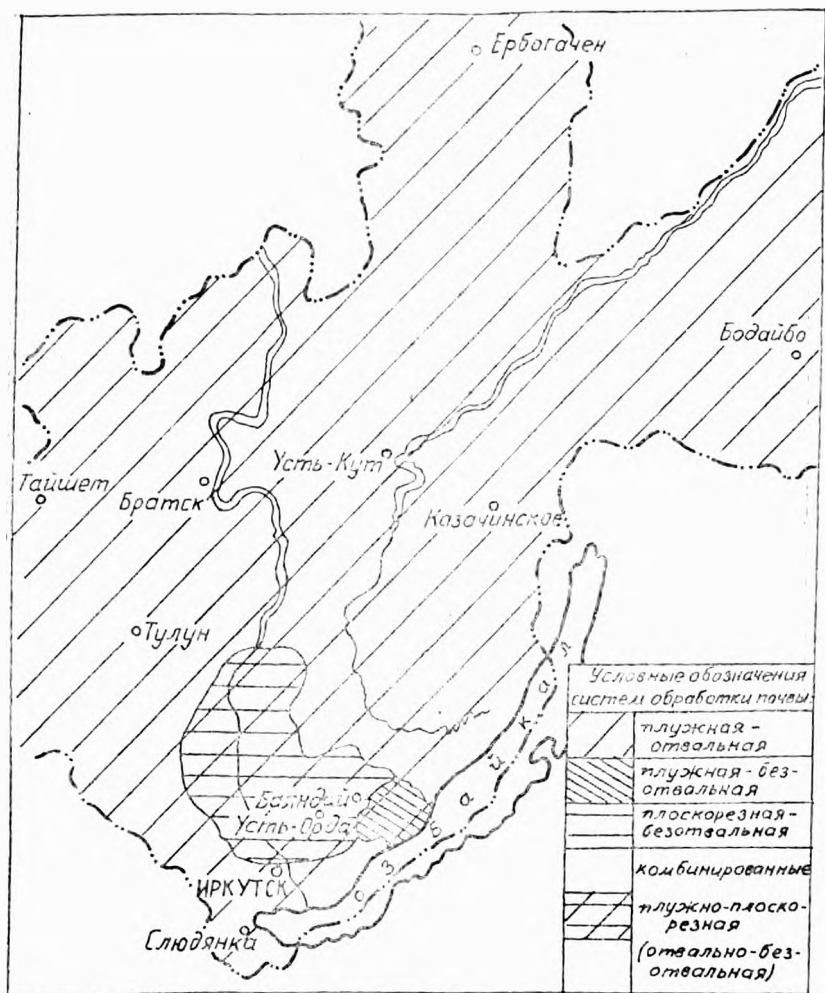 Ербогачен
Бодайбо
Усть-Кут
Тайшет
Братск
Казачинское
Тулун
Баяндай
Усть-Орда
ИРКУТСК
Слюдянка
оз Байкал
Условные обозначения
систем обработки почвы:
плужная-
отвальная
плужная-без-
отвальная
плоскорезная-
безотвальная
комбинированные
плужно-плоско-
резная
(отвально-без-
отвальная)